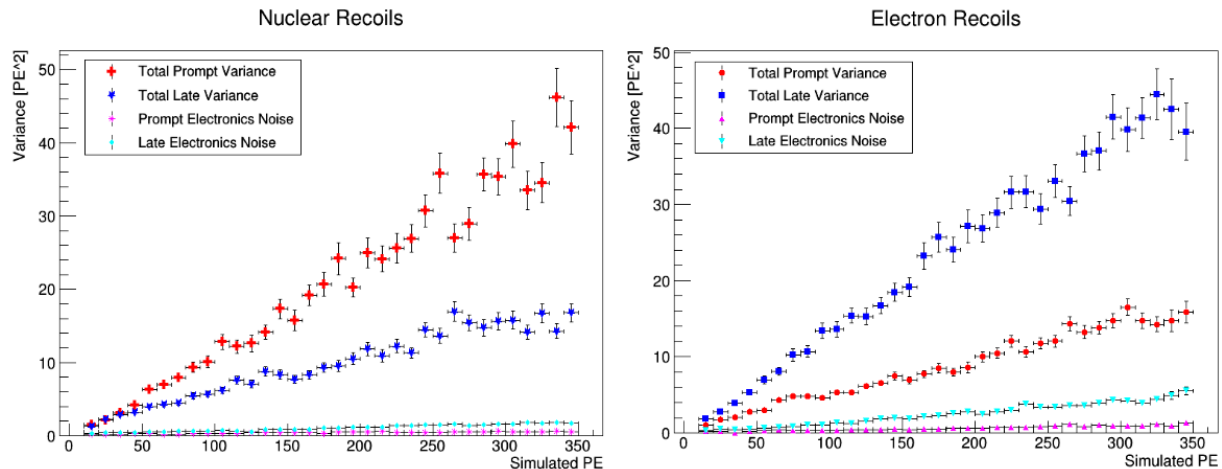 Nuclear Recoils
Variance [PE^2]
50
40
30
20
10
0
Total Prompt Variance
Total Late Variance
Prompt Electronics Noise
Late Electronics Noise
0 50 100 150 200 250 300 350
Simulated PE
Electron Recoils
Variance [PE^2]
50
40
30
20
10
0
Total Prompt Variance
Total Late Variance
Prompt Electronics Noise
Late Electronics Noise
0 50 100 150 200 250 300 350
Simulated PE